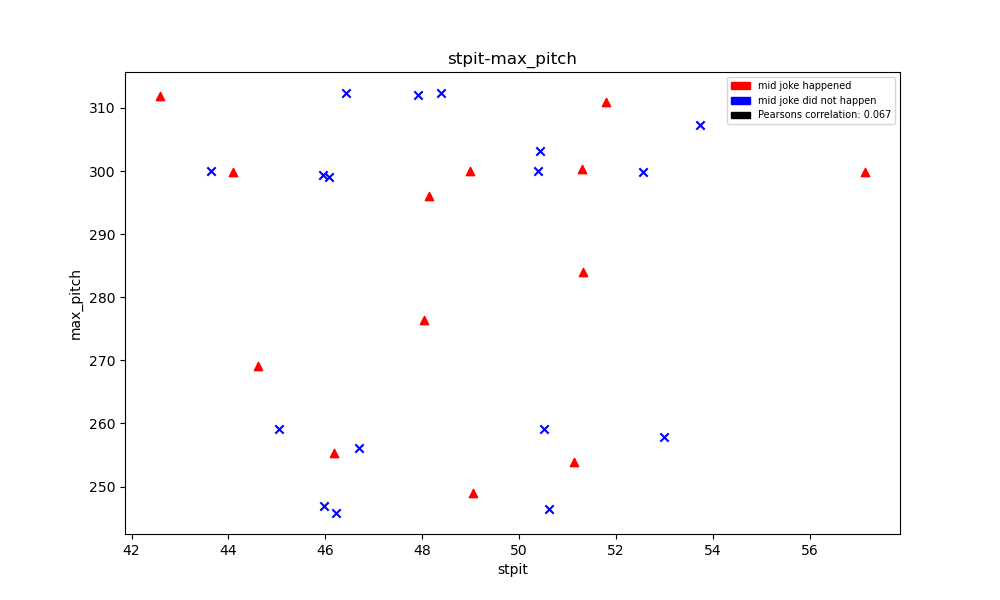 stpit-max_pitch
mid joke happened
mid joke did not happen
Pearsons correlation: 0.067
max_pitch
310
300
290
280
270
260
250
42 44 46 48 50 52 54 56
stpit